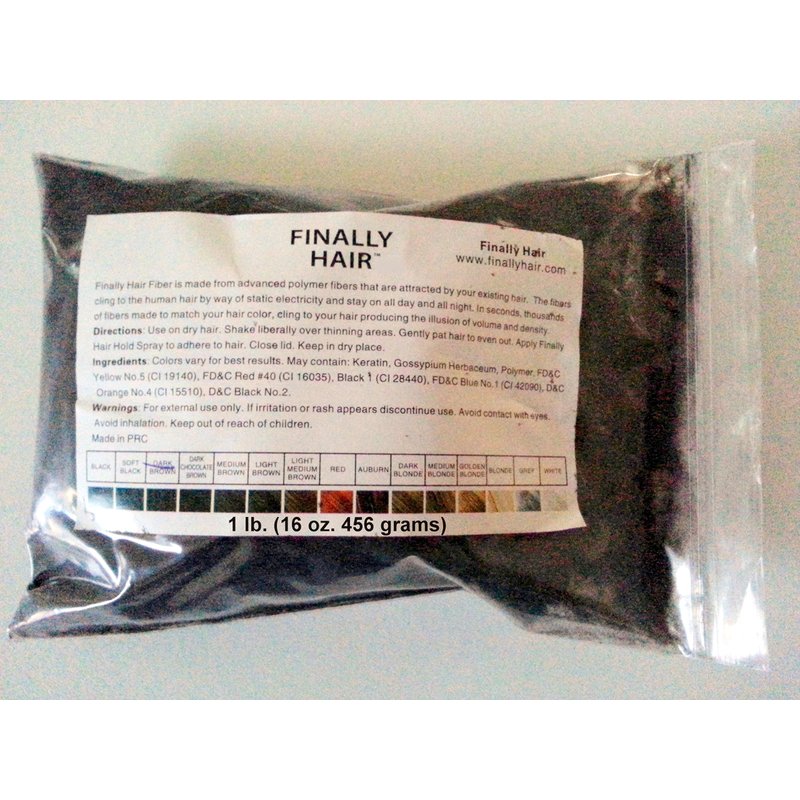 FINALLY
HAIR™
Finally Hair
www.finallyhair.com
Finally Hair Fiber is made from advanced polymer fibers that are attracted by your existing hair. The fibers
cling to the human hair by way of static electricity and stay on all day and all night. In seconds, thousands
of fibers made to match your hair color, cling to your hair producing the illusion of volume and density.
Directions: Use on dry hair. Shake liberally over thinning areas. Gently pat hair to even out. Apply Finally
Hair Hold Spray to adhere to hair. Close lid. Keep in dry place.
Ingredients: Colors vary for best results. May contain: Keratin, Gossypium Herbaceum, Polymer, FD&C
Yellow No.5 (CI 19140), FD&C Red #40 (CI 16035), Black 1 (CI 28440), FD&C Blue No.1 (CI 42090), D&C
Orange No.4 (CI 15510), D&C Black No.2.
Warnings: For external use only. If irritation or rash appears discontinue use. Avoid contact with eyes.
Avoid inhalation. Keep out of reach of children.
Made in PRC
BLACK
SOFT BLACK
DARK BROWN
DARK CHOCOLATE BROWN
MEDIUM BROWN
LIGHT BROWN
LIGHT MEDIUM BROWN
RED
AUBURN
DARK BLONDE
MEDIUM BLONDE
GOLDEN BLONDE
BLONDE
GREY
WHITE
1 lb. (16 oz. 456 grams)